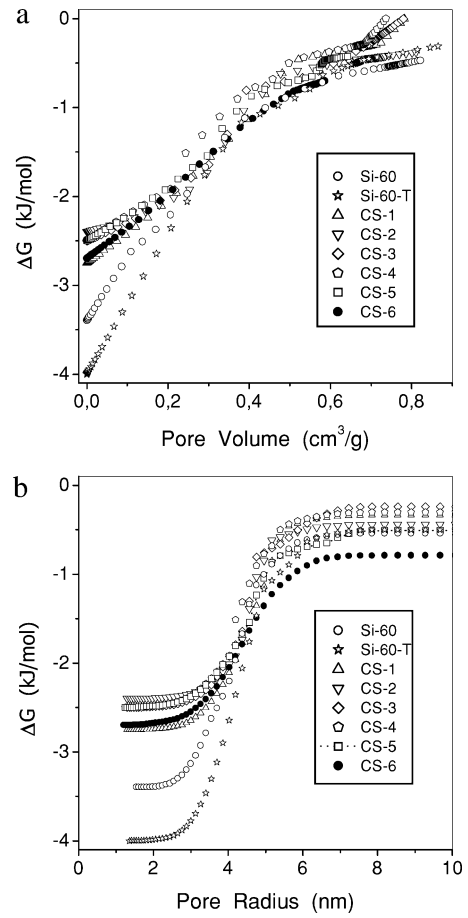 a
0
-1
-2
-3
-4
ΔG (kJ/mol)
Si-60
Si-60-T
CS-1
CS-2
CS-3
CS-4
CS-5
CS-6
0,0 0,2 0,4 0,6 0,8
Pore Volume (cm³/g)
b
0
-1
-2
-3
-4
ΔG (kJ/mol)
Si-60
Si-60-T
CS-1
CS-2
CS-3
CS-4
CS-5
CS-6
0 2 4 6 8 10
Pore Radius (nm)